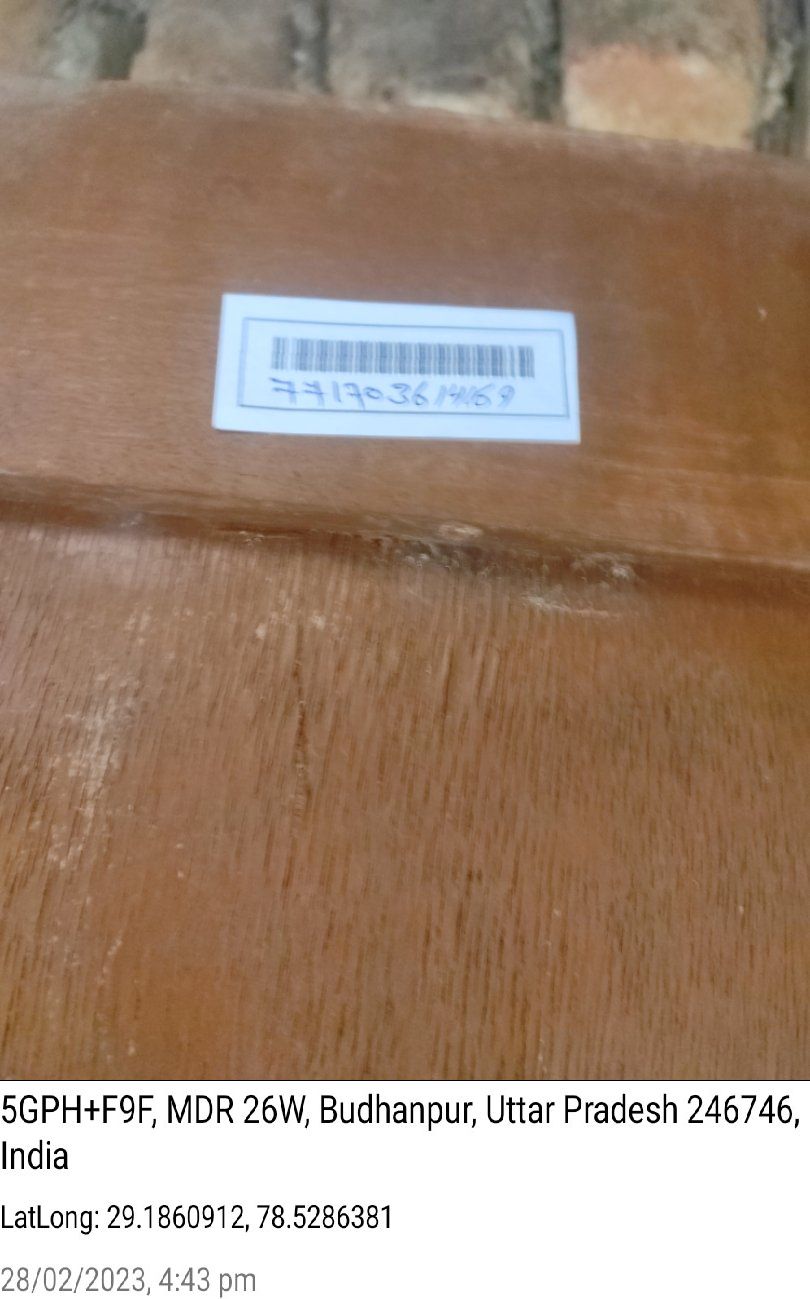 771703614169
5GPH+F9F, MDR 26W, Budhanpur, Uttar Pradesh 246746,
India
LatLong: 29.1860912, 78.5286381
28/02/2023, 4:43 pm